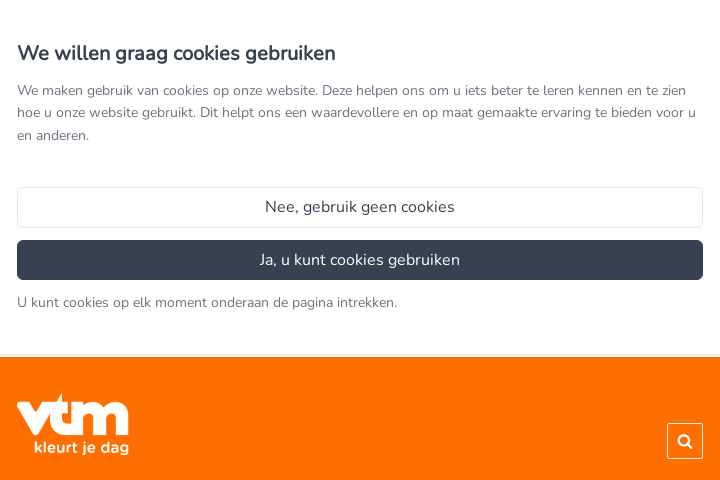 We willen graag cookies gebruiken
We maken gebruik van cookies op onze website. Deze helpen ons om u iets beter te leren kennen en te zien
hoe u onze website gebruikt. Dit helpt ons een waardevollere en op maat gemaakte ervaring te bieden voor u
en anderen.
Nee, gebruik geen cookies
Ja, u kunt cookies gebruiken
U kunt cookies op elk moment onderaan de pagina intrekken.
vtm
kleurt je dag